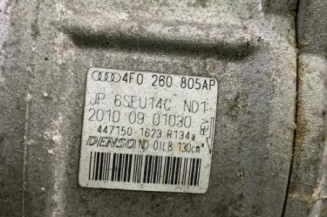 4F0 260 805AP
JP 6SEU14C ND1
2010 09 01030
447150-1623 R134a
DENSO ND OIL8 130cm³